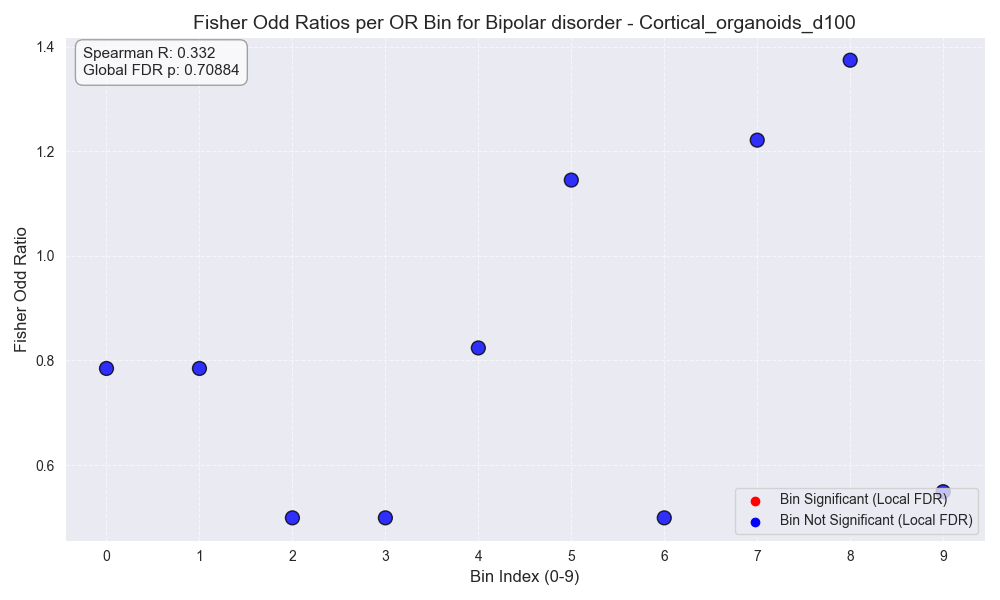 Fisher Odd Ratios per OR Bin for Bipolar disorder - Cortical_organoids_d100
Spearman R: 0.332
Global FDR p: 0.70884
Fisher Odd Ratio
1.4
1.2
1.0
0.8
0.6
Bin Significant (Local FDR)
Bin Not Significant (Local FDR)
0 1 2 3 4 5 6 7 8 9
Bin Index (0-9)